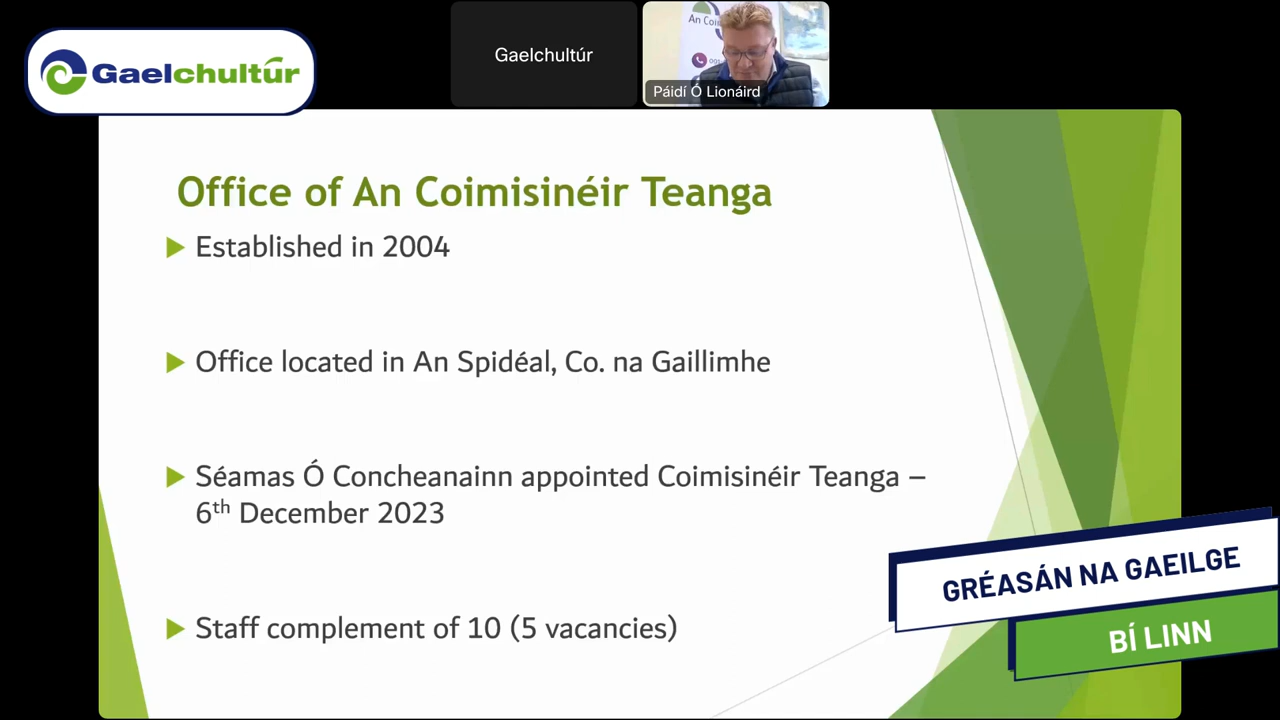 Gaelchultúr
Gaelchultúr
An Coi
Páidí Ó Lionáird
Office of An Coimisinéir Teanga
Established in 2004
Office located in An Spidéal, Co. na Gaillimhe
Séamas Ó Concheanainn appointed Coimisinéir Teanga –
6th December 2023
Staff complement of 10 (5 vacancies)
GRÉASÁN NA GAEILGE
BÍ LINN